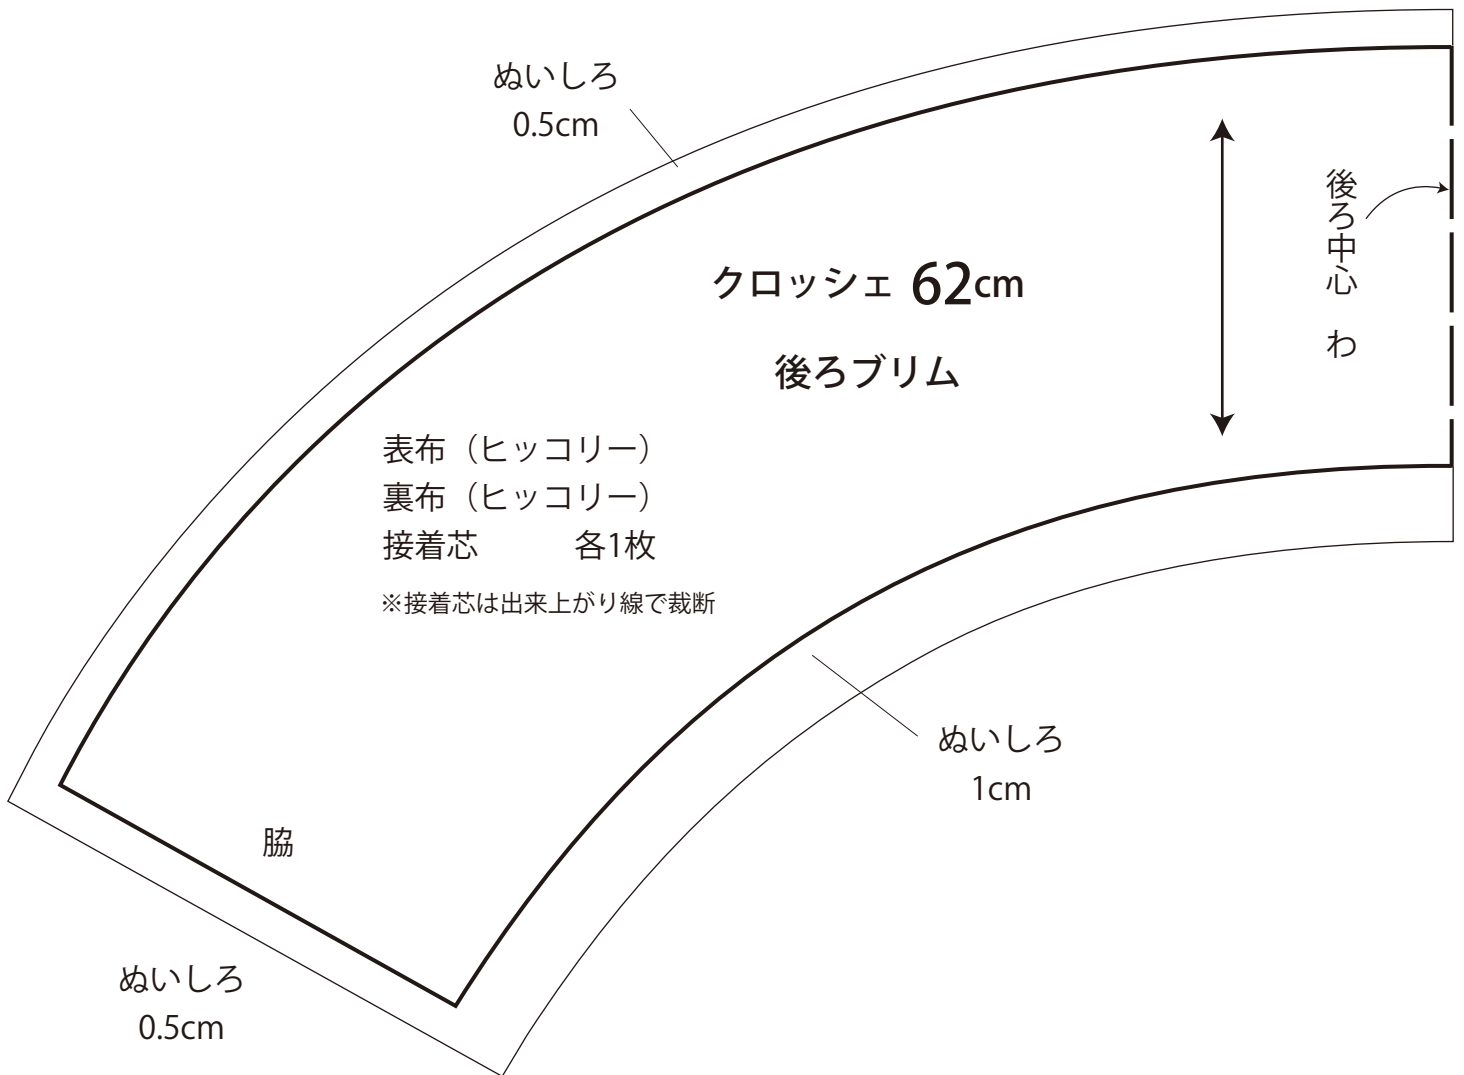 ぬいしろ
0.5cm
クロッシェ 62cm
後ろブリム
後ろ中心　わ
表布（ヒッコリー）
裏布（ヒッコリー）
接着芯　　　各1枚
※接着芯は出来上がり線で裁断
ぬいしろ
1cm
脇
ぬいしろ
0.5cm